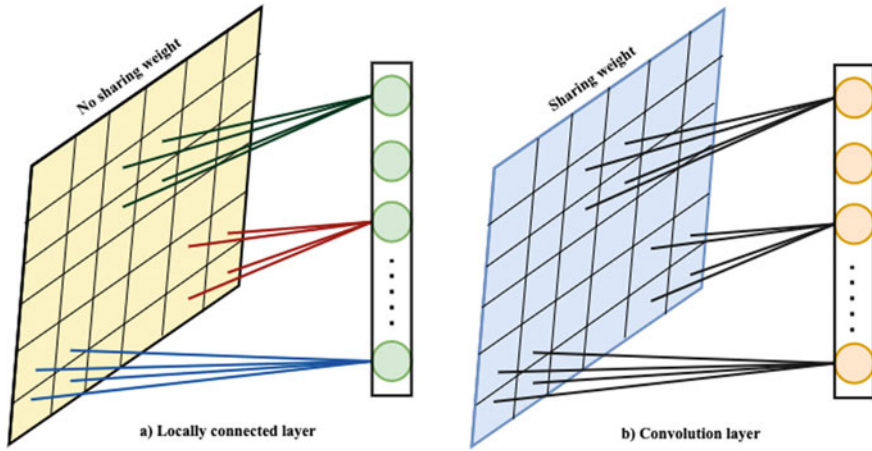 No sharing weight
Sharing weight
a) Locally connected layer
b) Convolution layer